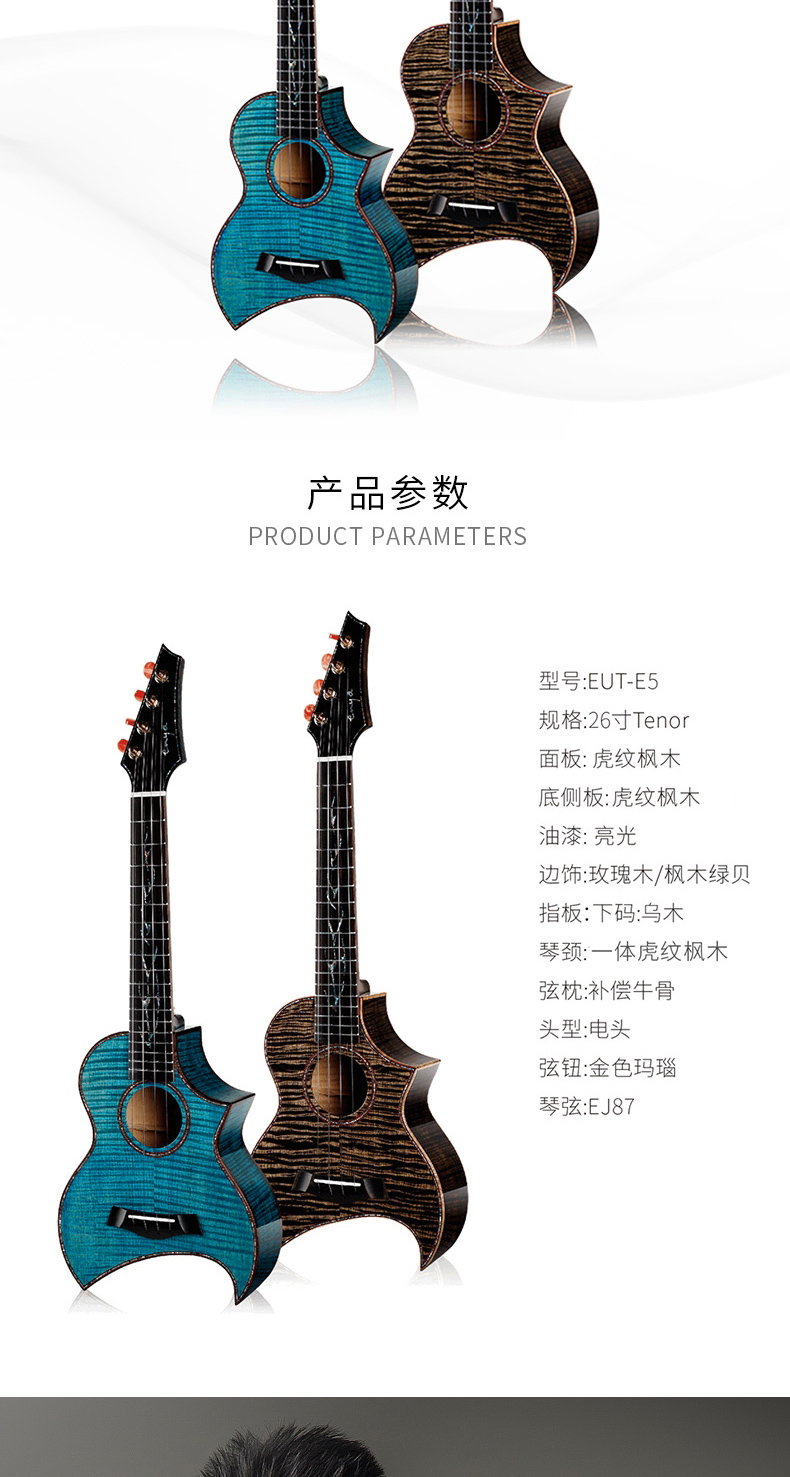 产品参数
PRODUCT PARAMETERS
enya
enya
型号:EUT-E5
规格:26寸Tenor
面板: 虎纹枫木
底侧板:虎纹枫木
油漆: 亮光
边饰:玫瑰木/枫木绿贝
指板:下码:乌木
琴颈:一体虎纹枫木
弦枕:补偿牛骨
头型:电头
弦钮:金色玛瑙
琴弦:EJ87